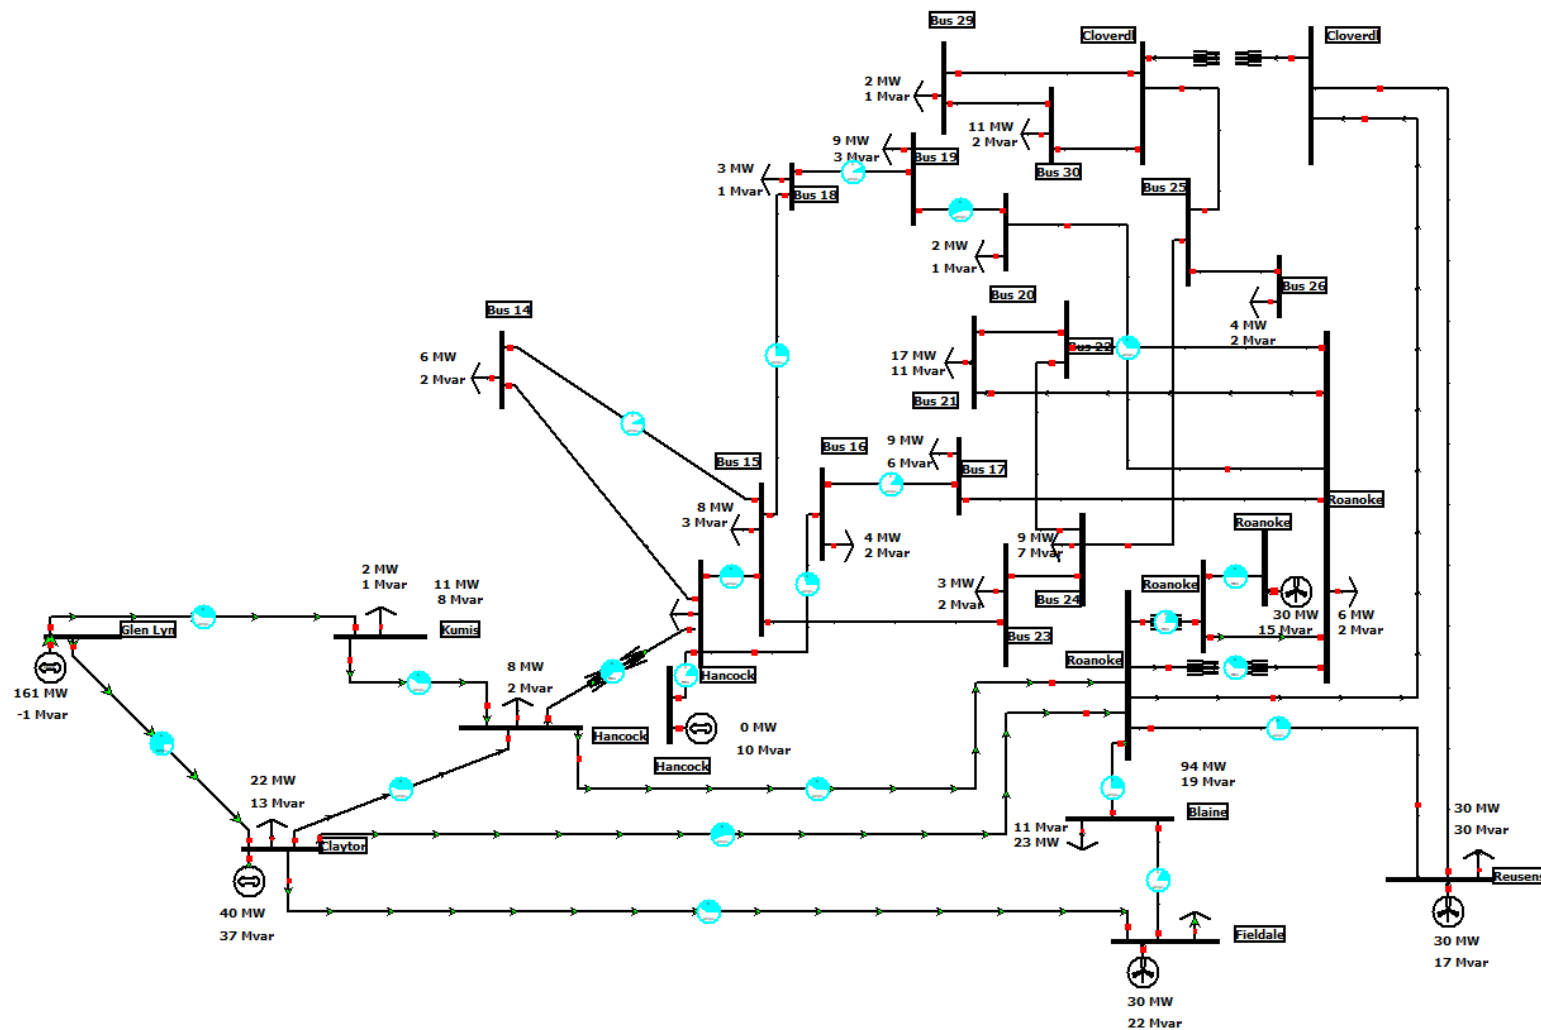 Bus 29
Cloverdl
Cloverdl
2 MW
1 Mvar
11 MW
2 Mvar
Bus 30
9 MW
3 Mvar
Bus 19
3 MW
1 Mvar
Bus 18
Bus 25
2 MW
1 Mvar
Bus 20
Bus 26
4 MW
2 Mvar
Bus 14
6 MW
2 Mvar
Bus 22
17 MW
11 Mvar
Bus 21
Bus 15
Bus 16
9 MW
6 Mvar
Bus 17
8 MW
3 Mvar
4 MW
2 Mvar
Roanoke
Roanoke
9 MW
7 Mvar
Bus 24
3 MW
2 Mvar
Bus 23
Roanoke
30 MW
15 Mvar
6 MW
2 Mvar
Roanoke
2 MW
1 Mvar
11 MW
8 Mvar
Glen Lyn
Kumis
161 MW
-1 Mvar
8 MW
2 Mvar
Hancock
Hancock
0 MW
10 Mvar
Hancock
22 MW
13 Mvar
Claytor
40 MW
37 Mvar
94 MW
19 Mvar
Blaine
11 Mvar
23 MW
30 MW
30 Mvar
Reusens
30 MW
17 Mvar
Fieldale
30 MW
22 Mvar